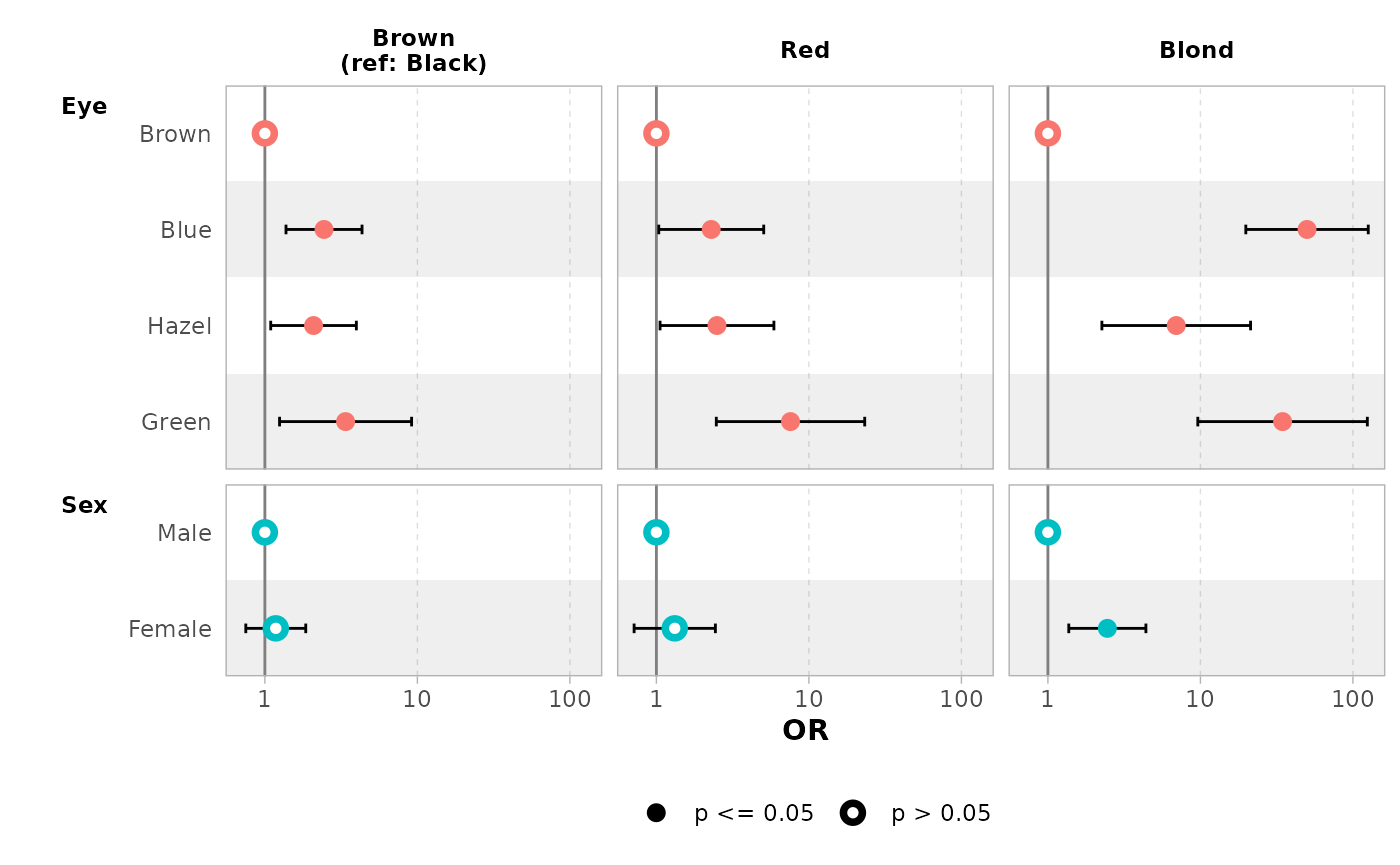 Brown
(ref: Black)
Red
Blond
Eye
Brown
Blue
Hazel
Green
Sex
Male
Female
1 10 100 1 10 100 1 10 100
OR
p <= 0.05 p > 0.05